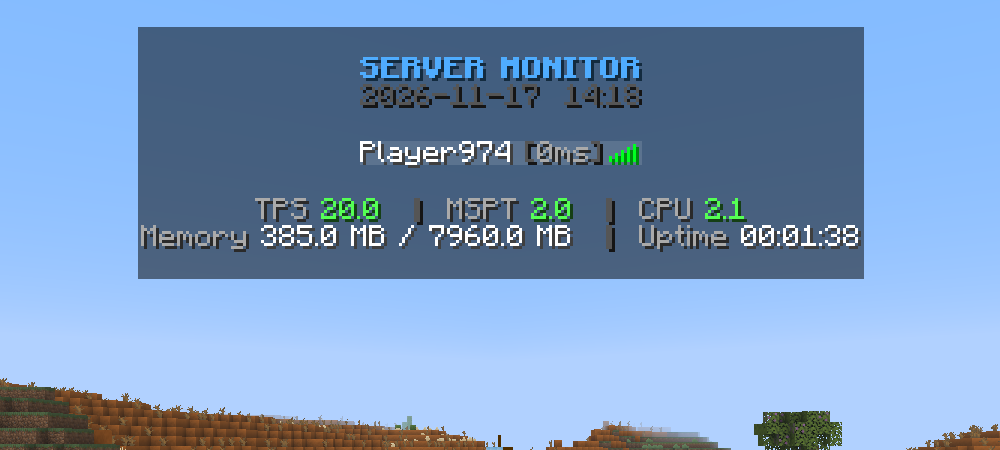 SERVER MONITOR
2026-11-17 14:18
Player974 [0ms]
TPS 20.0 | MSPT 2.0 | CPU 2.1
Memory 385.0 MB / 7960.0 MB | Uptime 00:01:38